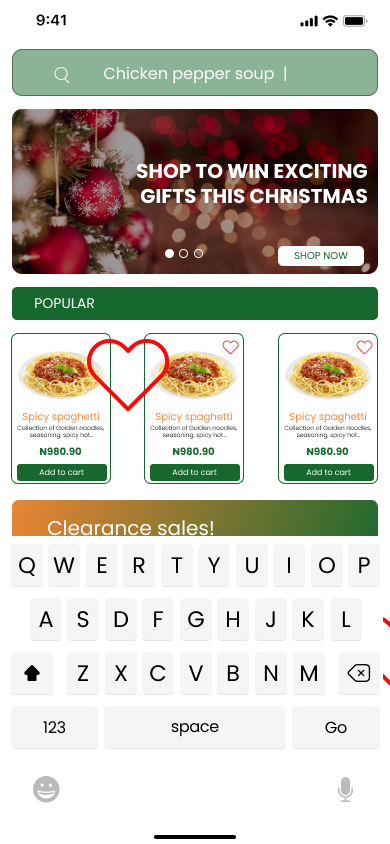 9:41
Chicken pepper soup |
SHOP TO WIN EXCITING
GIFTS THIS CHRISTMAS
SHOP NOW
POPULAR
Spicy spaghetti
Collection of Golden noodles,
seasoning, spicy hot...
N980.90
Add to cart
Spicy spaghetti
Collection of Golden noodles,
seasoning, spicy hot...
N980.90
Add to cart
Spicy spaghetti
Collection of Golden noodles,
seasoning, spicy hot...
N980.90
Add to cart
Clearance sales!
Q W E R T Y U I O P
A S D F G H J K L
Z X C V B N M
123 space Go